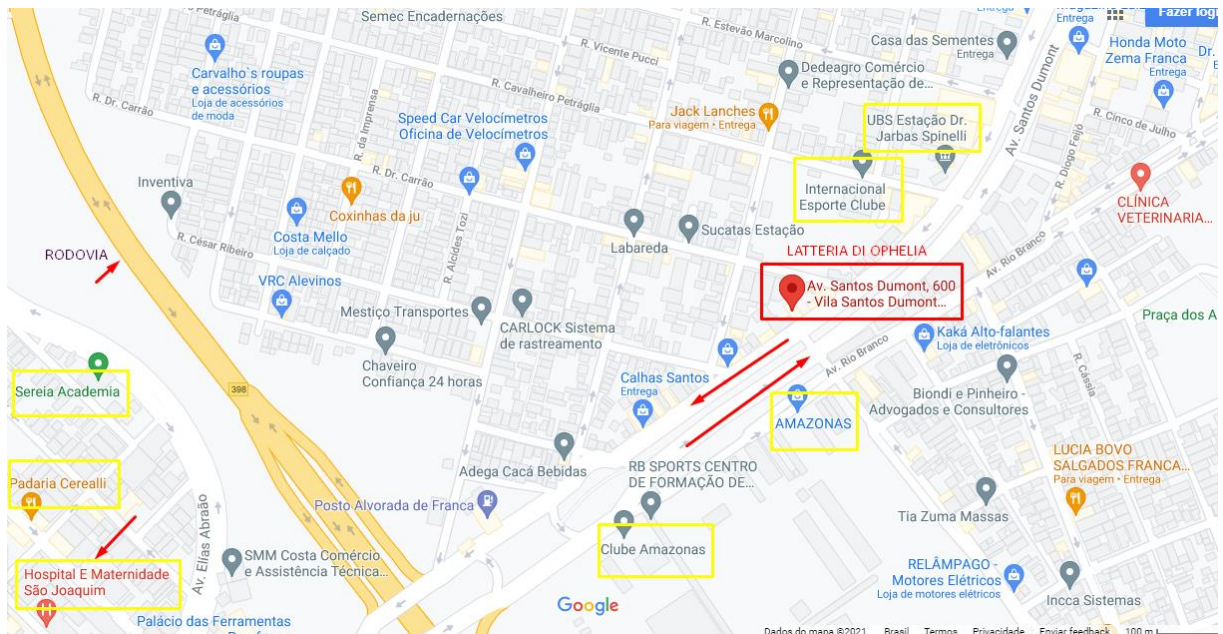 Semec Encadernações
R. Estevão Marcolino
Entrega
Entrega
Fazer logi
R. Vicente Pucci
Casa das Sementes
Entrega
Honda Moto
Zema Franca
Entrega
Dr.
Carvalho`s roupas
e acessórios
Loja de acessórios
de moda
Dedeagro Comércio
e Representação de...
R. Dr. Carrão
R. da Imprensa
R. Cavalheiro Petráglia
Speed Car Velocímetros
Oficina de Velocímetros
Jack Lanches
Para viagem • Entrega
UBS Estação Dr.
Jarbas Spinelli
Av. Santos Dumont
R. Cinco de Julho
R. Diogo Feijó
Inventiva
R. Dr. Carrão
Coxinhas da ju
Internacional
Esporte Clube
CLÍNICA
VETERINARIA...
R. César Ribeiro
Costa Mello
Loja de calçado
R. Alcides Tozi
Labareda
Sucatas Estação
RODOVIA
LATTERIA DI OPHELIA
Av. Rio Branco
VRC Alevinos
Av. Santos Dumont, 600
- Vila Santos Dumont...
Mestiço Transportes
CARLOCK Sistema
de rastreamento
Kaká Alto-falantes
Loja de eletrônicos
Praça dos A
Av. Rio Branco
R. Cássia
Chaveiro
Confiança 24 horas
Calhas Santos
Entrega
398
Sereia Academia
Biondi e Pinheiro -
Advogados e Consultores
AMAZONAS
Adega Cacá Bebidas
RB SPORTS CENTRO
DE FORMAÇÃO DE...
LUCIA BOVO
SALGADOS FRANCA...
Para viagem • Entrega
Padaria Cerealli
Posto Alvorada de Franca
Tia Zuma Massas
Av. Elías Abraão
Clube Amazonas
SMM Costa Comércio
e Assistência Técnica...
Hospital E Maternidade
São Joaquim
RELÂMPAGO -
Motores Elétricos
Loja de motores elétricos
Incca Sistemas
Google
Palácio das Ferramentas
Dados do mapa ©2021 Brasil Termos Privacidade Enviar feedback 100 m